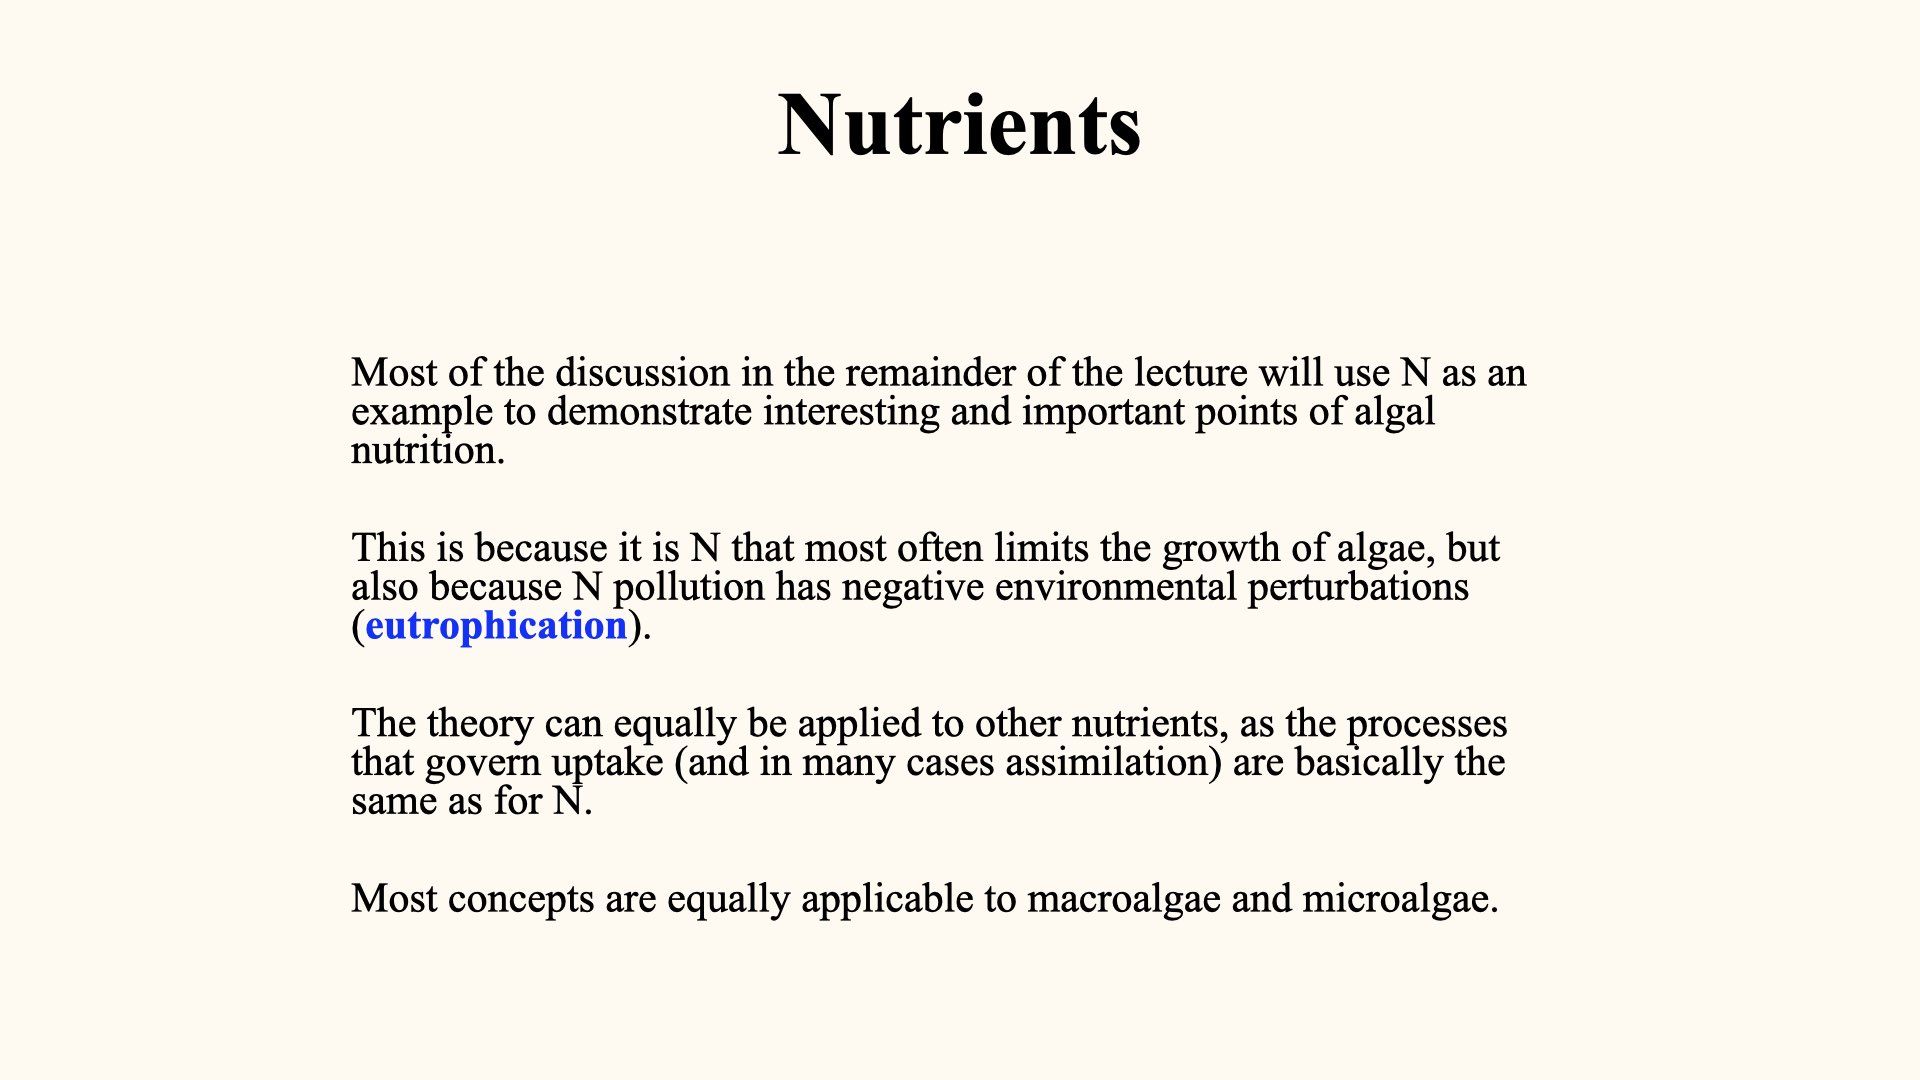 Nutrients
Most of the discussion in the remainder of the lecture will use N as an
example to demonstrate interesting and important points of algal
nutrition.
This is because it is N that most often limits the growth of algae, but
also because N pollution has negative environmental perturbations
(eutrophication).
The theory can equally be applied to other nutrients, as the processes
that govern uptake (and in many cases assimilation) are basically the
same as for N.
Most concepts are equally applicable to macroalgae and microalgae.